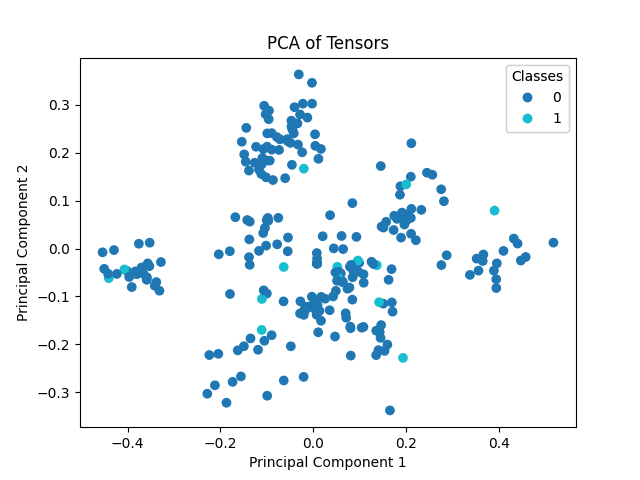 PCA of Tensors
Classes
0
1
Principal Component 2
0.3
0.2
0.1
0.0
−0.1
−0.2
−0.3
−0.4 −0.2 0.0 0.2 0.4
Principal Component 1